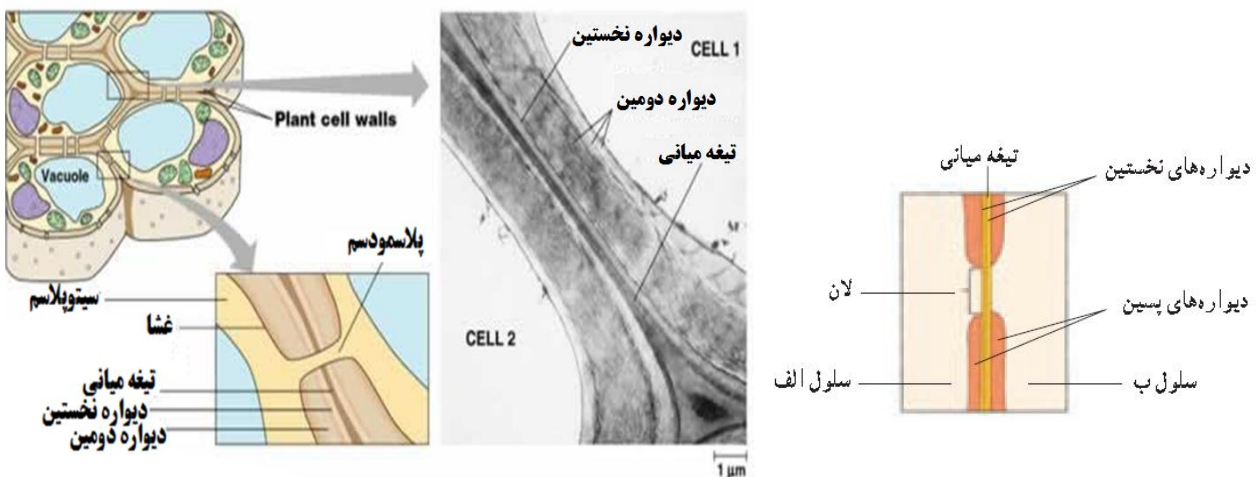 Vacuole
Plant cell walls
پلاسمودسم
سیتوپلاسم
غشا
تیغه میانی
دیواره نخستین
دیواره دومین
CELL 1
دیواره نخستین
دیواره دومین
تیغه میانی
CELL 2
1 µm
تیغه میانی
دیواره‌های نخستین
لان
دیواره‌های پسین
سلول الف
سلول ب